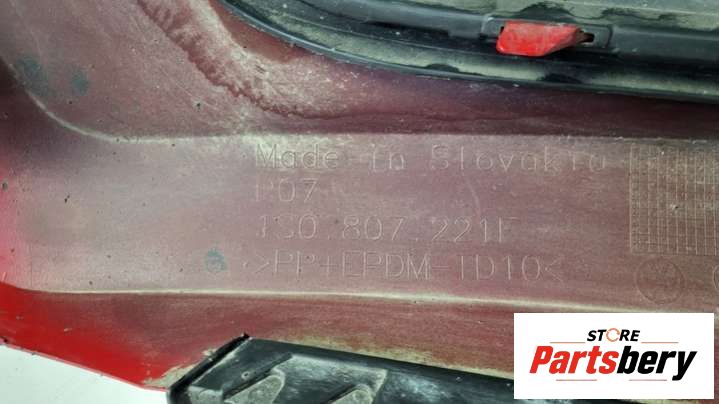 Made in Slovakia
P07
1S0.807.221F
>PP+EPDM-TD10<
STORE
Partsbery